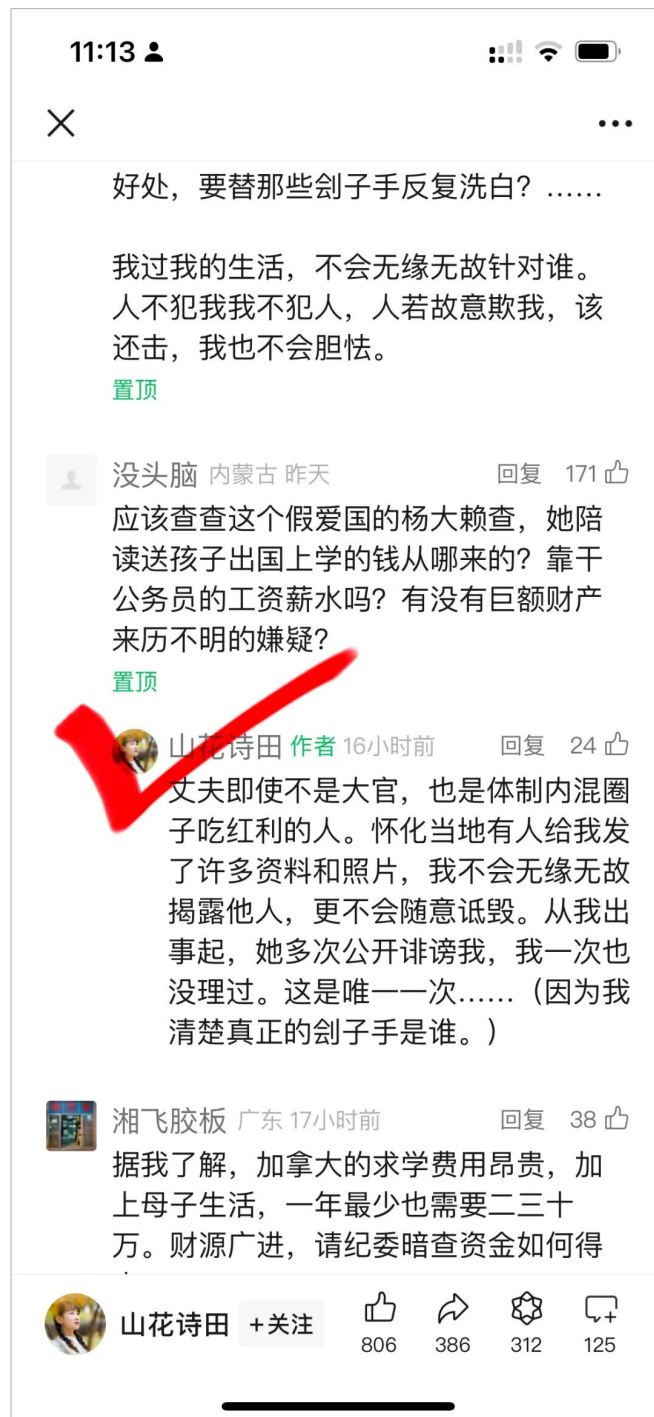 11:13
好处，要替那些刽子手反复洗白？……
我过我的生活，不会无缘无故针对谁。
人不犯我我不犯人，人若故意欺我，该
还击，我也不会胆怯。
置顶
没头脑 内蒙古 昨天 回复 171
应该查查这个假爱国的杨大赖查，她陪
读送孩子出国上学的钱从哪来的？靠干
公务员的工资薪水吗？有没有巨额财产
来历不明的嫌疑？
置顶
山花诗田 作者 16小时前 回复 24
丈夫即使不是大官，也是体制内混圈
子吃红利的人。怀化当地有人给我发
了许多资料和照片，我不会无缘无故
揭露他人，更不会随意诋毁。从我出
事起，她多次公开诽谤我，我一次也
没理过。这是唯一一次……（因为我
清楚真正的刽子手是谁。）
湘飞胶板 广东 17小时前 回复 38
据我了解，加拿大的求学费用昂贵，加
上母子生活，一年最少也需要二三十
万。财源广进，请纪委暗查资金如何得
山花诗田 +关注 806 386 312 125